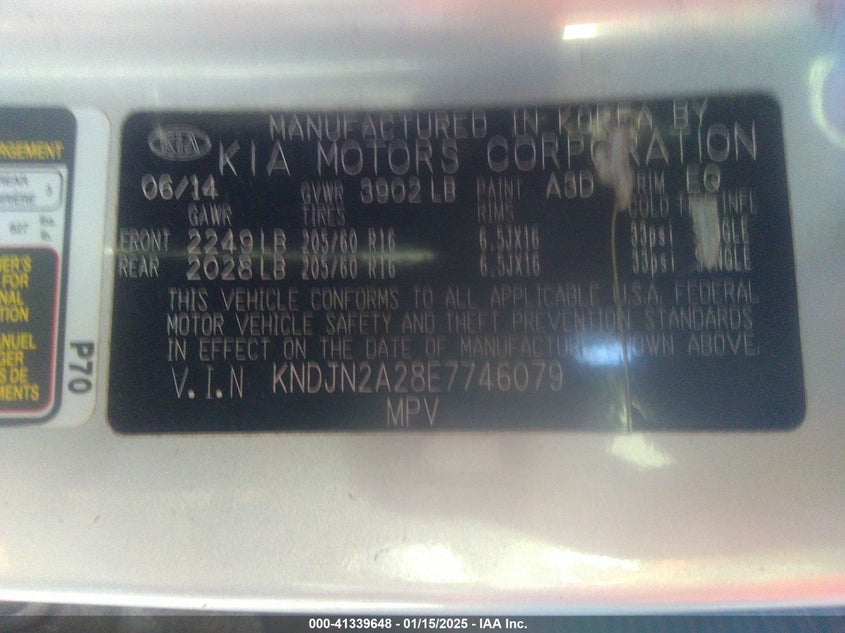 RGEMENT
P70
KIA
MANUFACTURED IN KOREA BY
KIA MOTORS CORPORATION
06/14 GVWR 3902 LB PAINT A3D TRIM EQ
GAWR TIRES RIMS COLD INFL
FRONT 2249 LB 205/60 R16 6.5JX16 33psi
REAR 2028 LB 205/60 R16 6.5JX16 33psi
THIS VEHICLE CONFORMS TO ALL APPLICABLE U.S.A. FEDERAL
MOTOR VEHICLE SAFETY AND THEFT PREVENTION STANDARDS
IN EFFECT ON THE DATE OF MANUFACTURE SHOWN ABOVE.
V.I.N KNDJN2A28E7746079
MPV
000-41339648 - 01/15/2025 - IAA Inc.